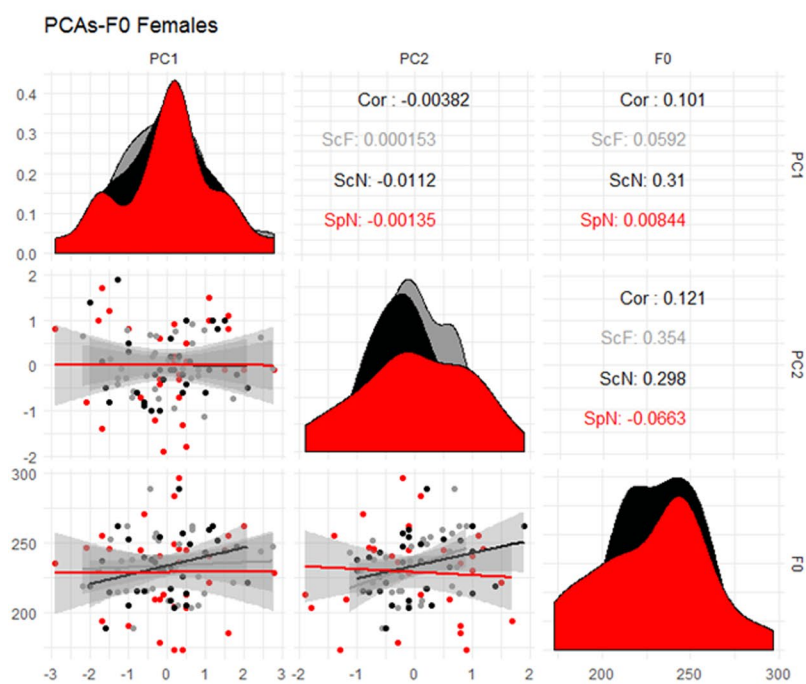 PCAs-F0 Females
PC1 PC2 F0
0.4
0.3
0.2
0.1
0.0
Cor : -0.00382
ScF: 0.000153
ScN: -0.0112
SpN: -0.00135
Cor : 0.101
ScF: 0.0592
ScN: 0.31
SpN: 0.00844
PC1
2
1
0
-1
-2
Cor : 0.121
ScF: 0.354
ScN: 0.298
SpN: -0.0663
PC2
300
250
200
F0
-3 -2 -1 0 1 2 3
-2 -1 0 1 2
200 250 300